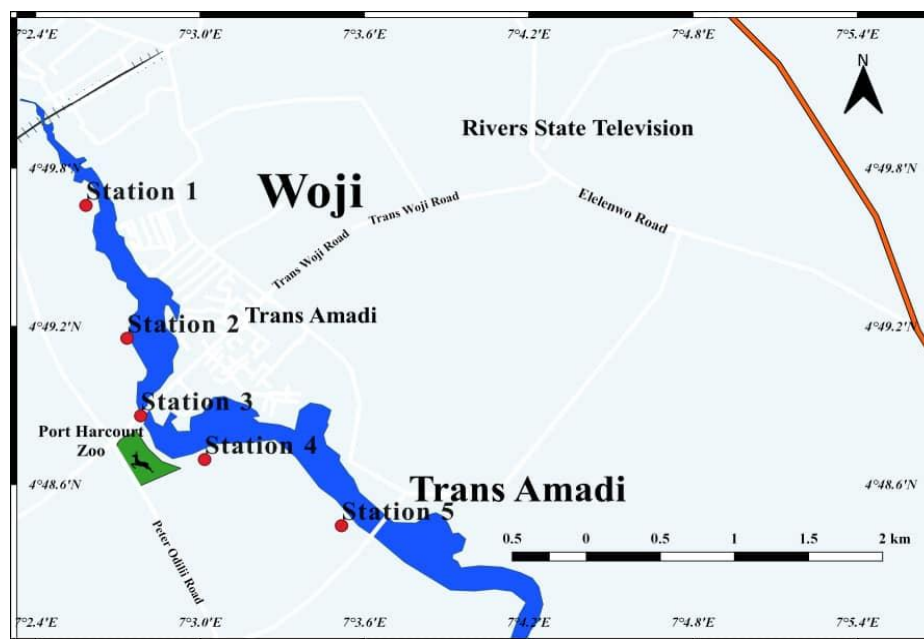 7°2.4'E 7°3.0'E 7°3.6'E 7°4.2'E 7°4.8'E 7°5.4'E
N
Rivers State Television
4°49.8'N 4°49.8'N
Station 1
Woji
Trans Woji Road
Elelenwo Road
Trans Woji Road
Station 2
Trans Amadi
4°49.2'N 4°49.2'N
Station 3
Port Harcourt
Zoo
Station 4
4°48.6'N 4°48.6'N
Trans Amadi
Station 5
Peter Odilli Road
0.5 0 0.5 1 1.5 2 km
7°2.4'E 7°3.0'E 7°3.6'E 7°4.2'E 7°4.8'E 7°5.4'E